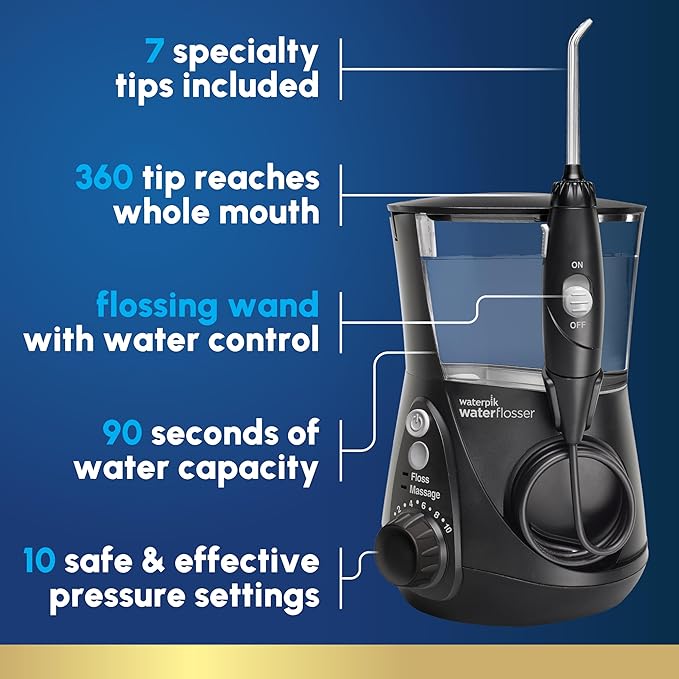 7 specialty
tips included
360 tip reaches
whole mouth
flossing wand
with water control
90 seconds of
water capacity
10 safe & effective
pressure settings
ON
OFF
waterpik
waterflosser
Floss
Massage
2 4 6 8 10